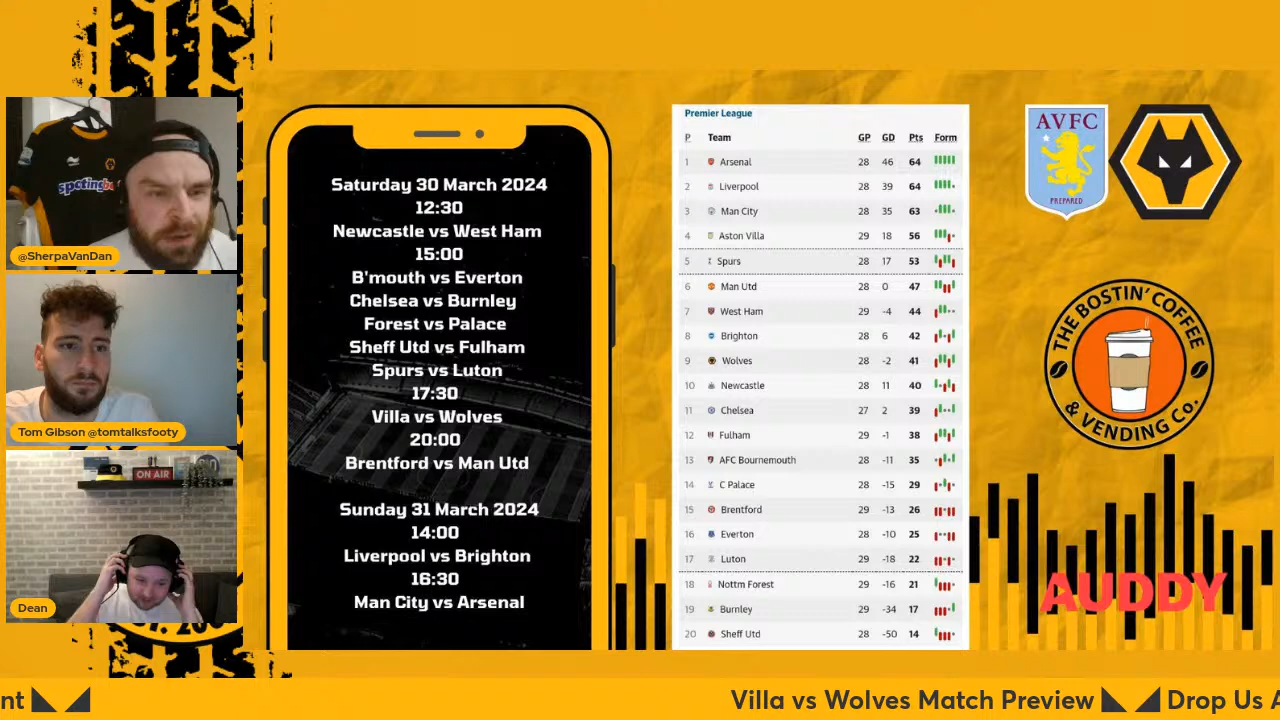 spotingbe
@SherpaVanDan
Tom Gibson @tomtalksfooty
ON AIR
Dean
Saturday 30 March 2024
12:30
Newcastle vs West Ham
15:00
B'mouth vs Everton
Chelsea vs Burnley
Forest vs Palace
Sheff Utd vs Fulham
Spurs vs Luton
17:30
Villa vs Wolves
20:00
Brentford vs Man Utd
Sunday 31 March 2024
14:00
Liverpool vs Brighton
16:30
Man City vs Arsenal
Premier League
P Team GP GD Pts Form
1 Arsenal 28 46 64
2 Liverpool 28 39 64
3 Man City 28 35 63
4 Aston Villa 29 18 56
5 Spurs 28 17 53
6 Man Utd 28 0 47
7 West Ham 29 -4 44
8 Brighton 28 6 42
9 Wolves 28 -2 41
10 Newcastle 28 11 40
11 Chelsea 27 2 39
12 Fulham 29 -1 38
13 AFC Bournemouth 28 -11 35
14 C Palace 28 -15 29
15 Brentford 29 -13 26
16 Everton 28 -10 25
17 Luton 29 -18 22
18 Nottm Forest 29 -16 21
19 Burnley 29 -34 17
20 Sheff Utd 28 -50 14
AVFC
PREPARED
THE BOSTIN' COFFEE
& VENDING Co.
AUDDY
nt
Villa vs Wolves Match Preview
Drop Us A